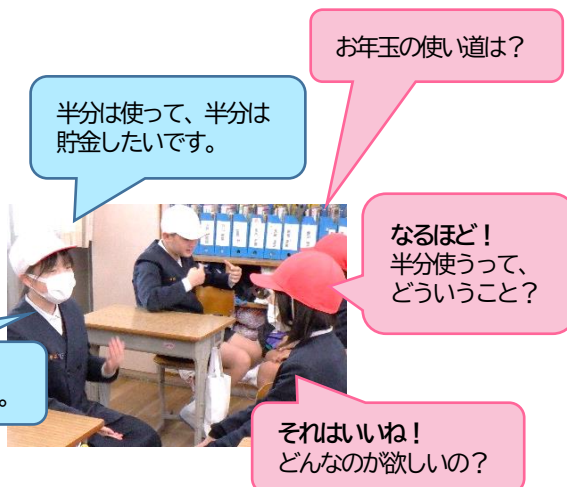 お年玉の使い道は？
半分は使って、半分は
貯金したいです。
なるほど！
半分使うって、
どういうこと？
。
それはいいね！
どんなのが欲しいの？